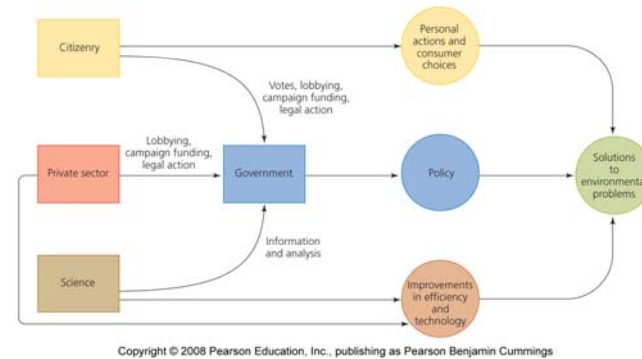 Citizenry
Personal
actions and
consumer
choices
Votes, lobbying,
campaign funding,
legal action
Lobbying,
campaign funding,
legal action
Private sector
Government
Policy
Solutions
to
environmental
problems
Information
and analysis
Science
Improvements
in efficiency
and
technology
Copyright © 2008 Pearson Education, Inc., publishing as Pearson Benjamin Cummings